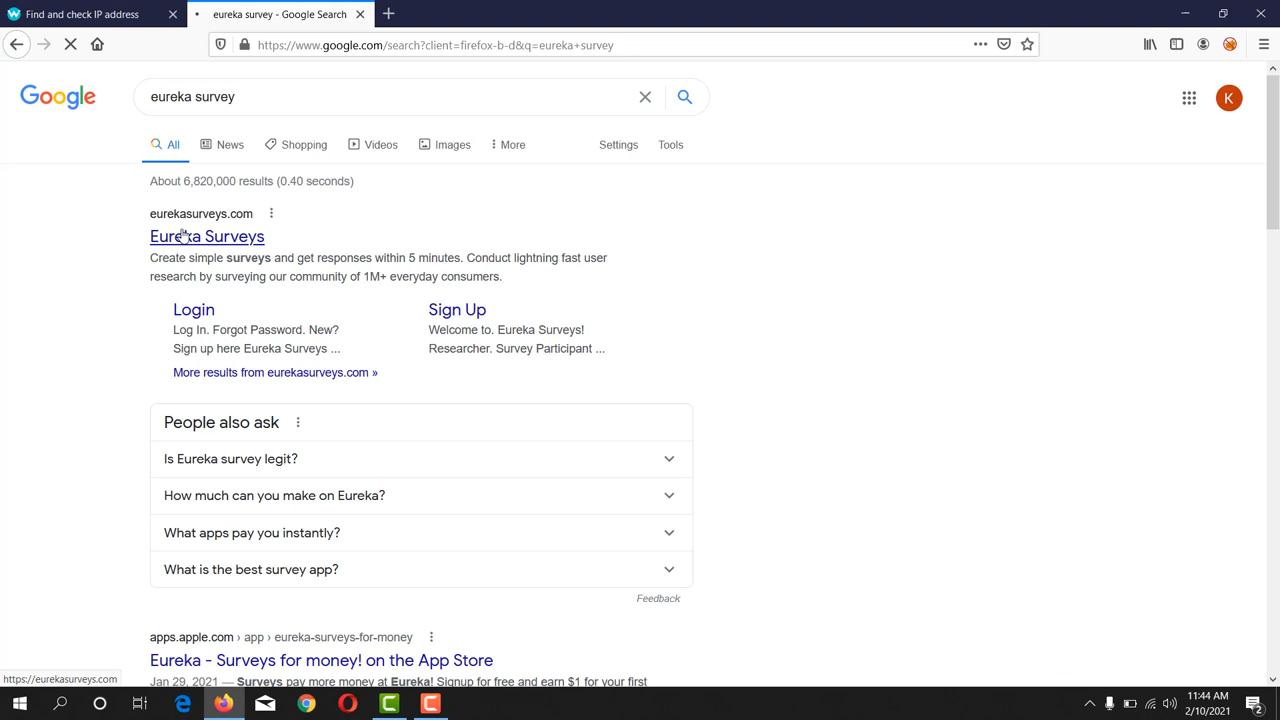 Find and check IP address
eureka survey - Google Search
https://www.google.com/search?client=firefox-b-d&q=eureka+survey
Google
eureka survey
K
All
News
Shopping
Videos
Images
More
Settings
Tools
About 6,820,000 results (0.40 seconds)
eurekasurveys.com
Eureka Surveys
Create simple surveys and get responses within 5 minutes. Conduct lightning fast user
research by surveying our community of 1M+ everyday consumers.
Login
Sign Up
Log In. Forgot Password. New?
Welcome to. Eureka Surveys!
Sign up here Eureka Surveys ...
Researcher. Survey Participant ...
More results from eurekasurveys.com »
People also ask
Is Eureka survey legit?
How much can you make on Eureka?
What apps pay you instantly?
What is the best survey app?
Feedback
apps.apple.com › app › eureka-surveys-for-money
Eureka - Surveys for money! on the App Store
Jan 29, 2021 — Surveys pay more money at Eureka! Signup for free and earn $1 for your first
https://eurekasurveys.com
11:44 AM
2/10/2021
2